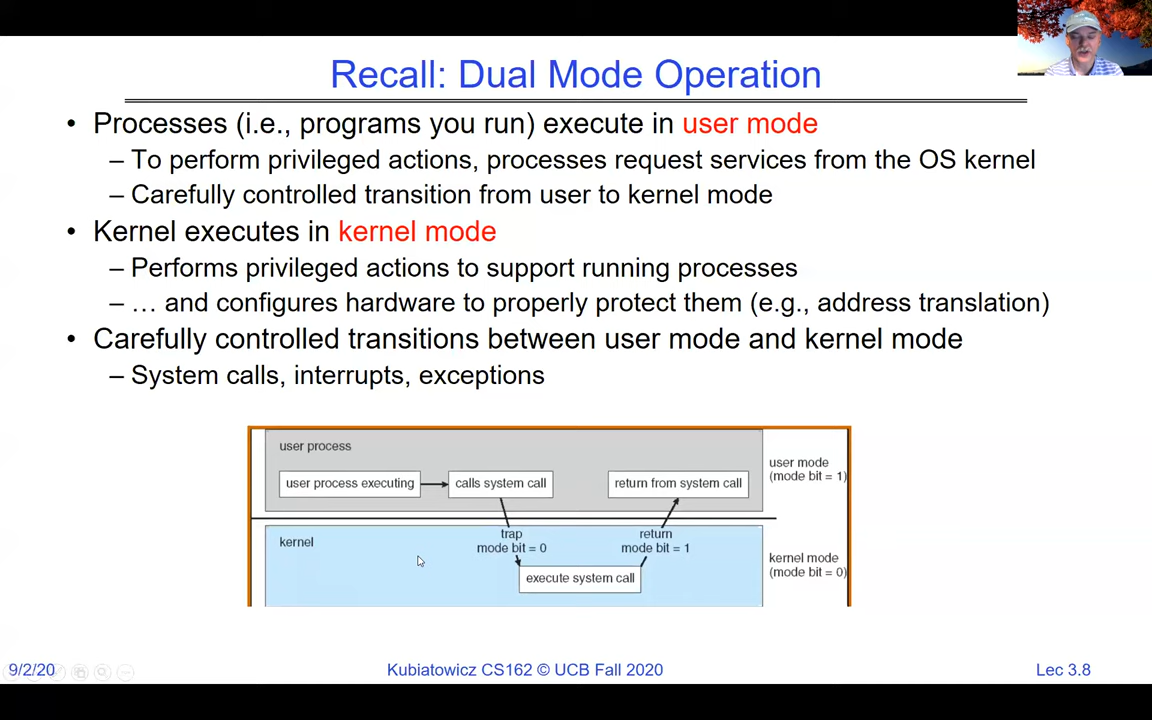 Recall: Dual Mode Operation
• Processes (i.e., programs you run) execute in user mode
– To perform privileged actions, processes request services from the OS kernel
– Carefully controlled transition from user to kernel mode
• Kernel executes in kernel mode
– Performs privileged actions to support running processes
– … and configures hardware to properly protect them (e.g., address translation)
• Carefully controlled transitions between user mode and kernel mode
– System calls, interrupts, exceptions
user process
user process executing
calls system call
return from system call
user mode
(mode bit = 1)
kernel
trap
mode bit = 0
return
mode bit = 1
execute system call
kernel mode
(mode bit = 0)
9/2/20
Kubiatowicz CS162 © UCB Fall 2020
Lec 3.8